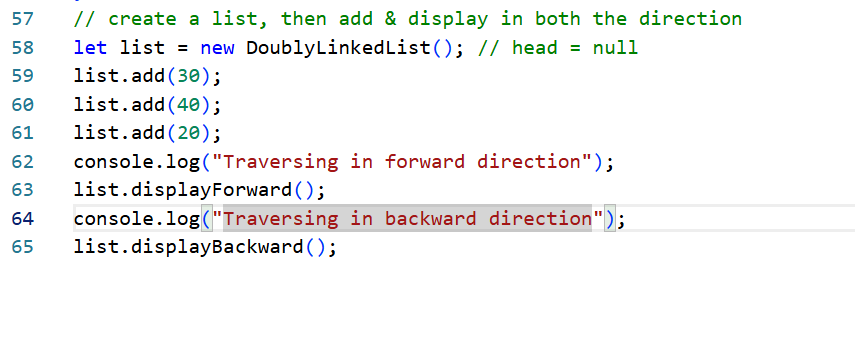 57 // create a list, then add & display in both the direction
58 let list = new DoublyLinkedList(); // head = null
59 list.add(30);
60 list.add(40);
61 list.add(20);
62 console.log("Traversing in forward direction");
63 list.displayForward();
64 console.log("Traversing in backward direction");
65 list.displayBackward();